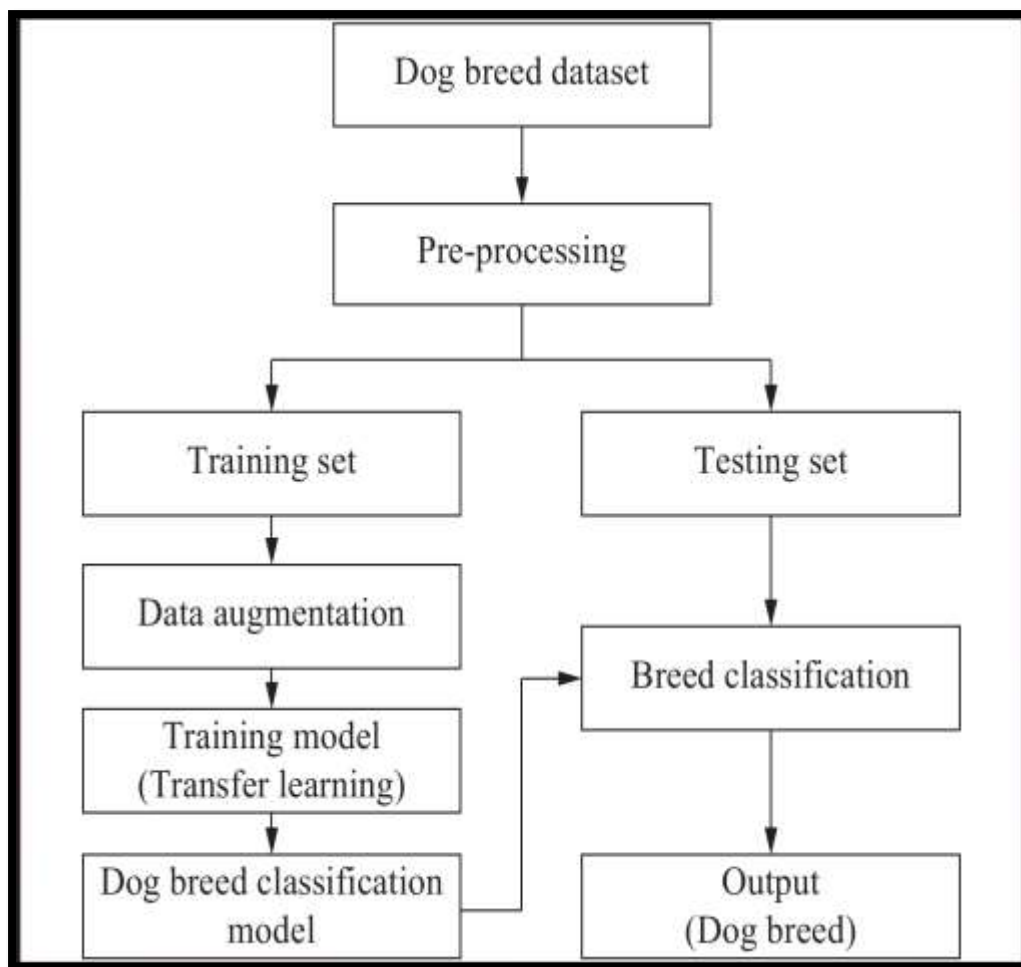 Dog breed dataset
Pre-processing
Training set
Testing set
Data augmentation
Breed classification
Training model
(Transfer learning)
Dog breed classification
model
Output
(Dog breed)